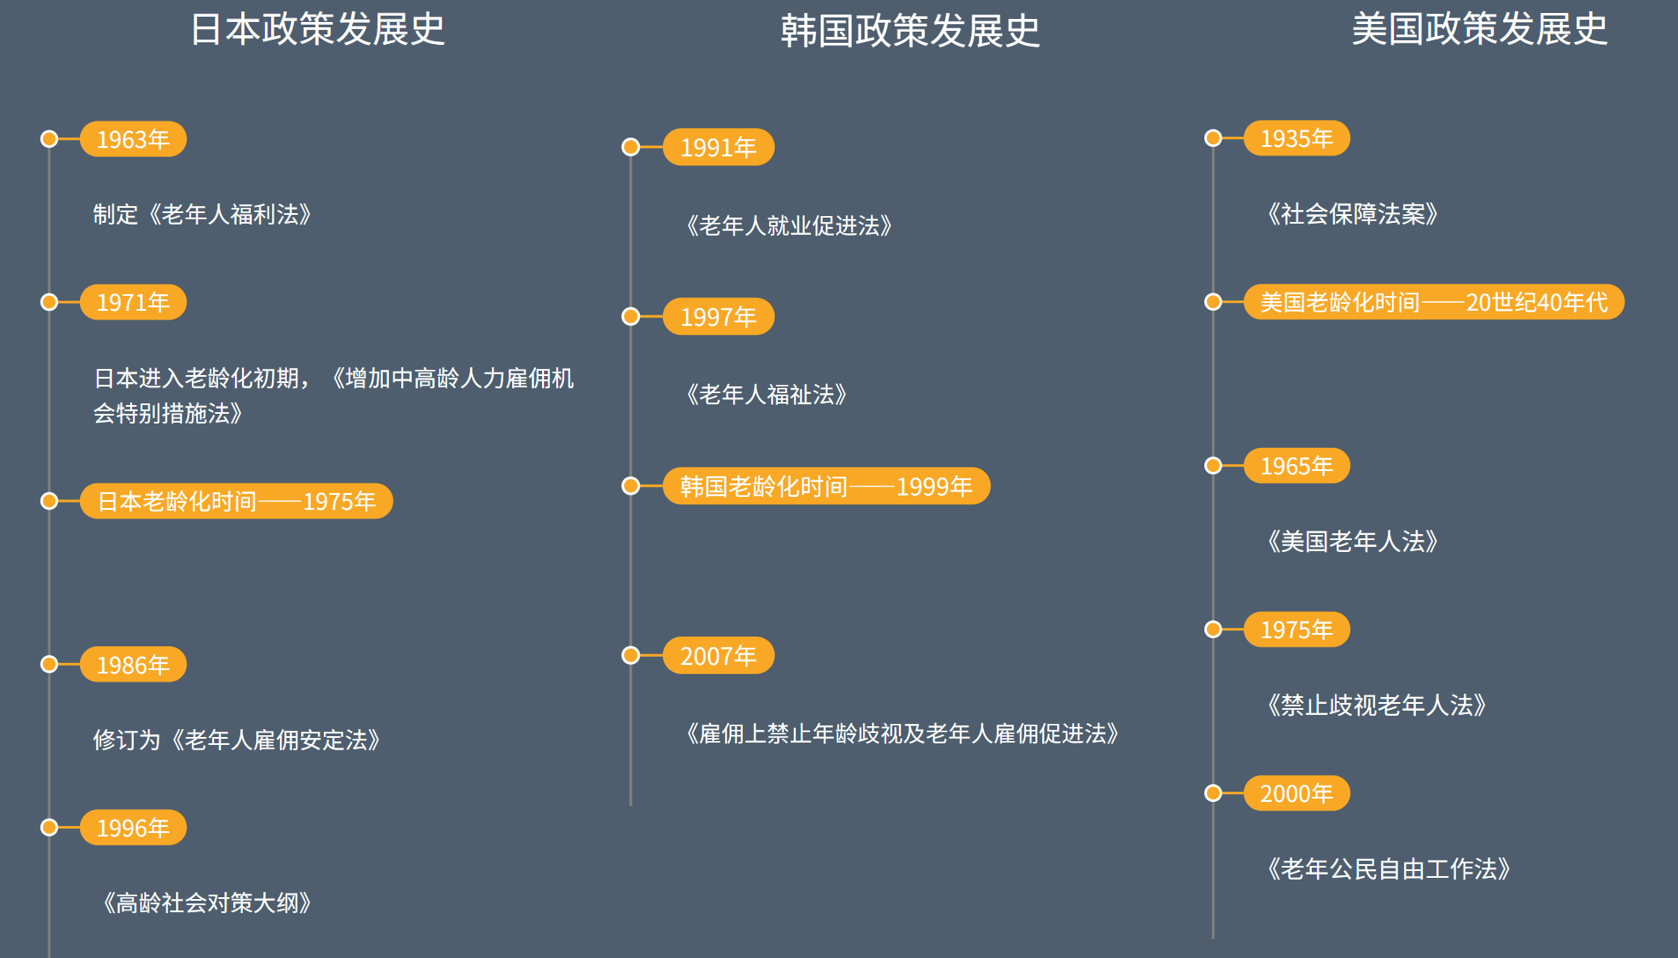 日本政策发展史
1963年
制定《老年人福利法》
1971年
日本进入老龄化初期，《增加中高龄人力雇佣机
会特别措施法》
日本老龄化时间——1975年
1986年
修订为《老年人雇佣安定法》
1996年
《高龄社会对策大纲》
韩国政策发展史
1991年
《老年人就业促进法》
1997年
《老年人福祉法》
韩国老龄化时间——1999年
2007年
《雇佣上禁止年龄歧视及老年人雇佣促进法》
美国政策发展史
1935年
《社会保障法案》
美国老龄化时间——20世纪40年代
1965年
《美国老年人法》
1975年
《禁止歧视老年人法》
2000年
《老年公民自由工作法》